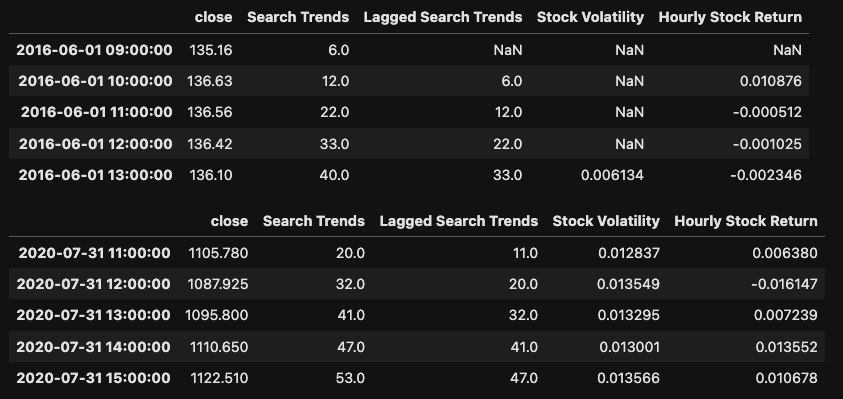 close Search Trends Lagged Search Trends Stock Volatility Hourly Stock Return
2016-06-01 09:00:00 135.16 6.0 NaN NaN NaN
2016-06-01 10:00:00 136.63 12.0 6.0 NaN 0.010876
2016-06-01 11:00:00 136.56 22.0 12.0 NaN -0.000512
2016-06-01 12:00:00 136.42 33.0 22.0 NaN -0.001025
2016-06-01 13:00:00 136.10 40.0 33.0 0.006134 -0.002346
close Search Trends Lagged Search Trends Stock Volatility Hourly Stock Return
2020-07-31 11:00:00 1105.780 20.0 11.0 0.012837 0.006380
2020-07-31 12:00:00 1087.925 32.0 20.0 0.013549 -0.016147
2020-07-31 13:00:00 1095.800 41.0 32.0 0.013295 0.007239
2020-07-31 14:00:00 1110.650 47.0 41.0 0.013001 0.013552
2020-07-31 15:00:00 1122.510 53.0 47.0 0.013566 0.010678